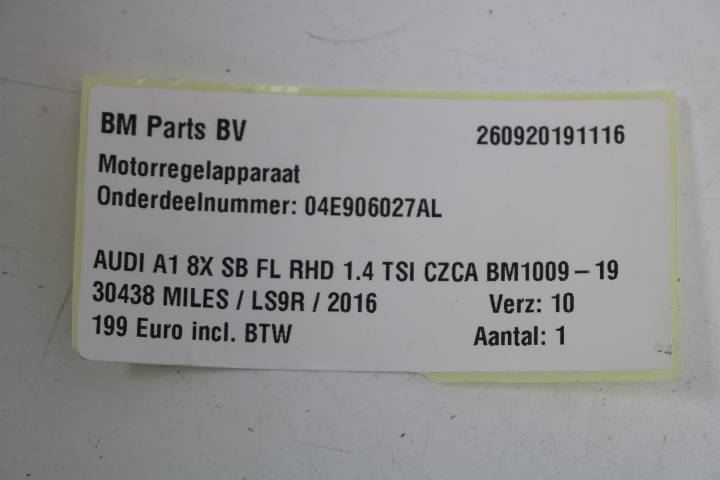 BM Parts BV 260920191116
Motorregelapparaat
Onderdeelnummer: 04E906027AL
AUDI A1 8X SB FL RHD 1.4 TSI CZCA BM1009-19
30438 MILES / LS9R / 2016 Verz: 10
199 Euro incl. BTW Aantal: 1